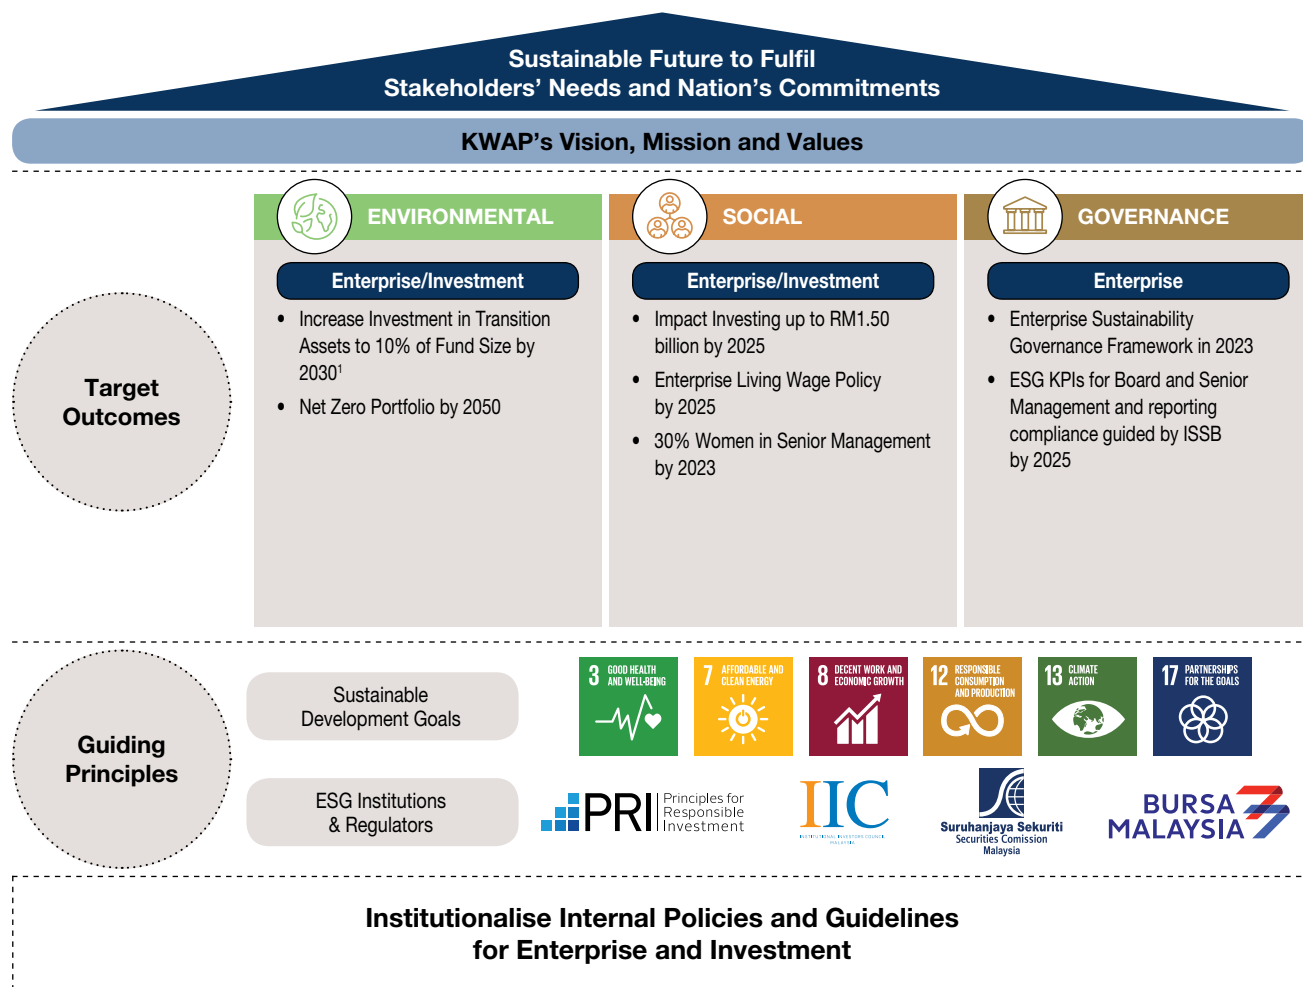 Sustainable Future to Fulfil
Stakeholders’ Needs and Nation’s Commitments
KWAP’s Vision, Mission and Values
ENVIRONMENTAL
SOCIAL
GOVERNANCE
Target
Outcomes
Enterprise/Investment
• Increase Investment in Transition
Assets to 10% of Fund Size by
2030¹
• Net Zero Portfolio by 2050
Enterprise/Investment
• Impact Investing up to RM1.50
billion by 2025
• Enterprise Living Wage Policy
by 2025
• 30% Women in Senior Management
by 2023
Enterprise
• Enterprise Sustainability
Governance Framework in 2023
• ESG KPIs for Board and Senior
Management and reporting
compliance guided by ISSB
by 2025
Guiding
Principles
Sustainable
Development Goals
3 GOOD HEALTH
AND WELL-BEING
7 AFFORDABLE AND
CLEAN ENERGY
8 DECENT WORK AND
ECONOMIC GROWTH
12 RESPONSIBLE
CONSUMPTION
AND PRODUCTION
13 CLIMATE
ACTION
17 PARTNERSHIPS
FOR THE GOALS
ESG Institutions
& Regulators
PRI
Principles for
Responsible
Investment
IIC
INSTITUTIONAL INVESTORS COUNCIL
MALAYSIA
Suruhanjaya Sekuriti
Securities Comission
Malaysia
BURSA
MALAYSIA
Institutionalise Internal Policies and Guidelines
for Enterprise and Investment